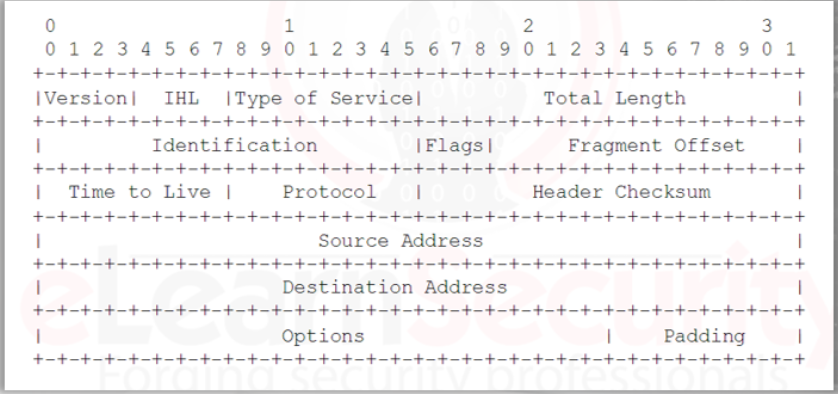 0                   1                   2                   3
0 1 2 3 4 5 6 7 8 9 0 1 2 3 4 5 6 7 8 9 0 1 2 3 4 5 6 7 8 9 0 1
+-+-+-+-+-+-+-+-+-+-+-+-+-+-+-+-+-+-+-+-+-+-+-+-+-+-+-+-+-+-+-+-+
|Version|  IHL  |Type of Service|          Total Length         |
+-+-+-+-+-+-+-+-+-+-+-+-+-+-+-+-+-+-+-+-+-+-+-+-+-+-+-+-+-+-+-+-+
|         Identification        |Flags|      Fragment Offset    |
+-+-+-+-+-+-+-+-+-+-+-+-+-+-+-+-+-+-+-+-+-+-+-+-+-+-+-+-+-+-+-+-+
|  Time to Live |    Protocol   |         Header Checksum       |
+-+-+-+-+-+-+-+-+-+-+-+-+-+-+-+-+-+-+-+-+-+-+-+-+-+-+-+-+-+-+-+-+
|                       Source Address                          |
+-+-+-+-+-+-+-+-+-+-+-+-+-+-+-+-+-+-+-+-+-+-+-+-+-+-+-+-+-+-+-+-+
|                    Destination Address                        |
+-+-+-+-+-+-+-+-+-+-+-+-+-+-+-+-+-+-+-+-+-+-+-+-+-+-+-+-+-+-+-+-+
|                    Options                    |    Padding    |
+-+-+-+-+-+-+-+-+-+-+-+-+-+-+-+-+-+-+-+-+-+-+-+-+-+-+-+-+-+-+-+-+
eLearnSecurity
Forging security professionals